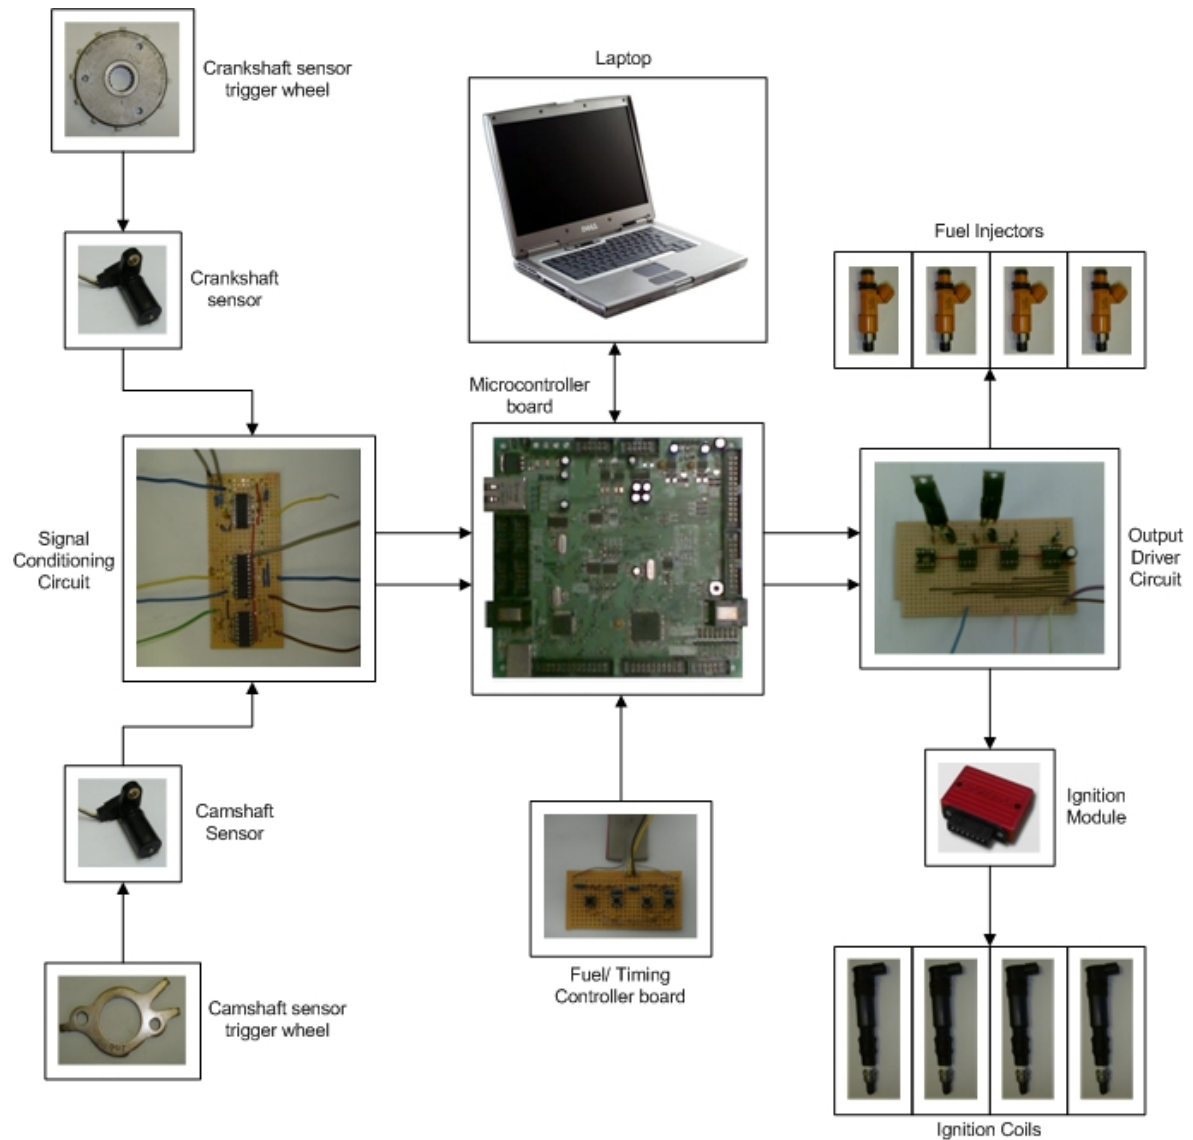 Crankshaft sensor
trigger wheel
Laptop
DELL
Crankshaft
sensor
Fuel Injectors
Microcontroller
board
Signal
Conditioning
Circuit
Output
Driver
Circuit
Camshaft
Sensor
Ignition
Module
Fuel/ Timing
Controller board
Camshaft sensor
trigger wheel
Ignition Coils